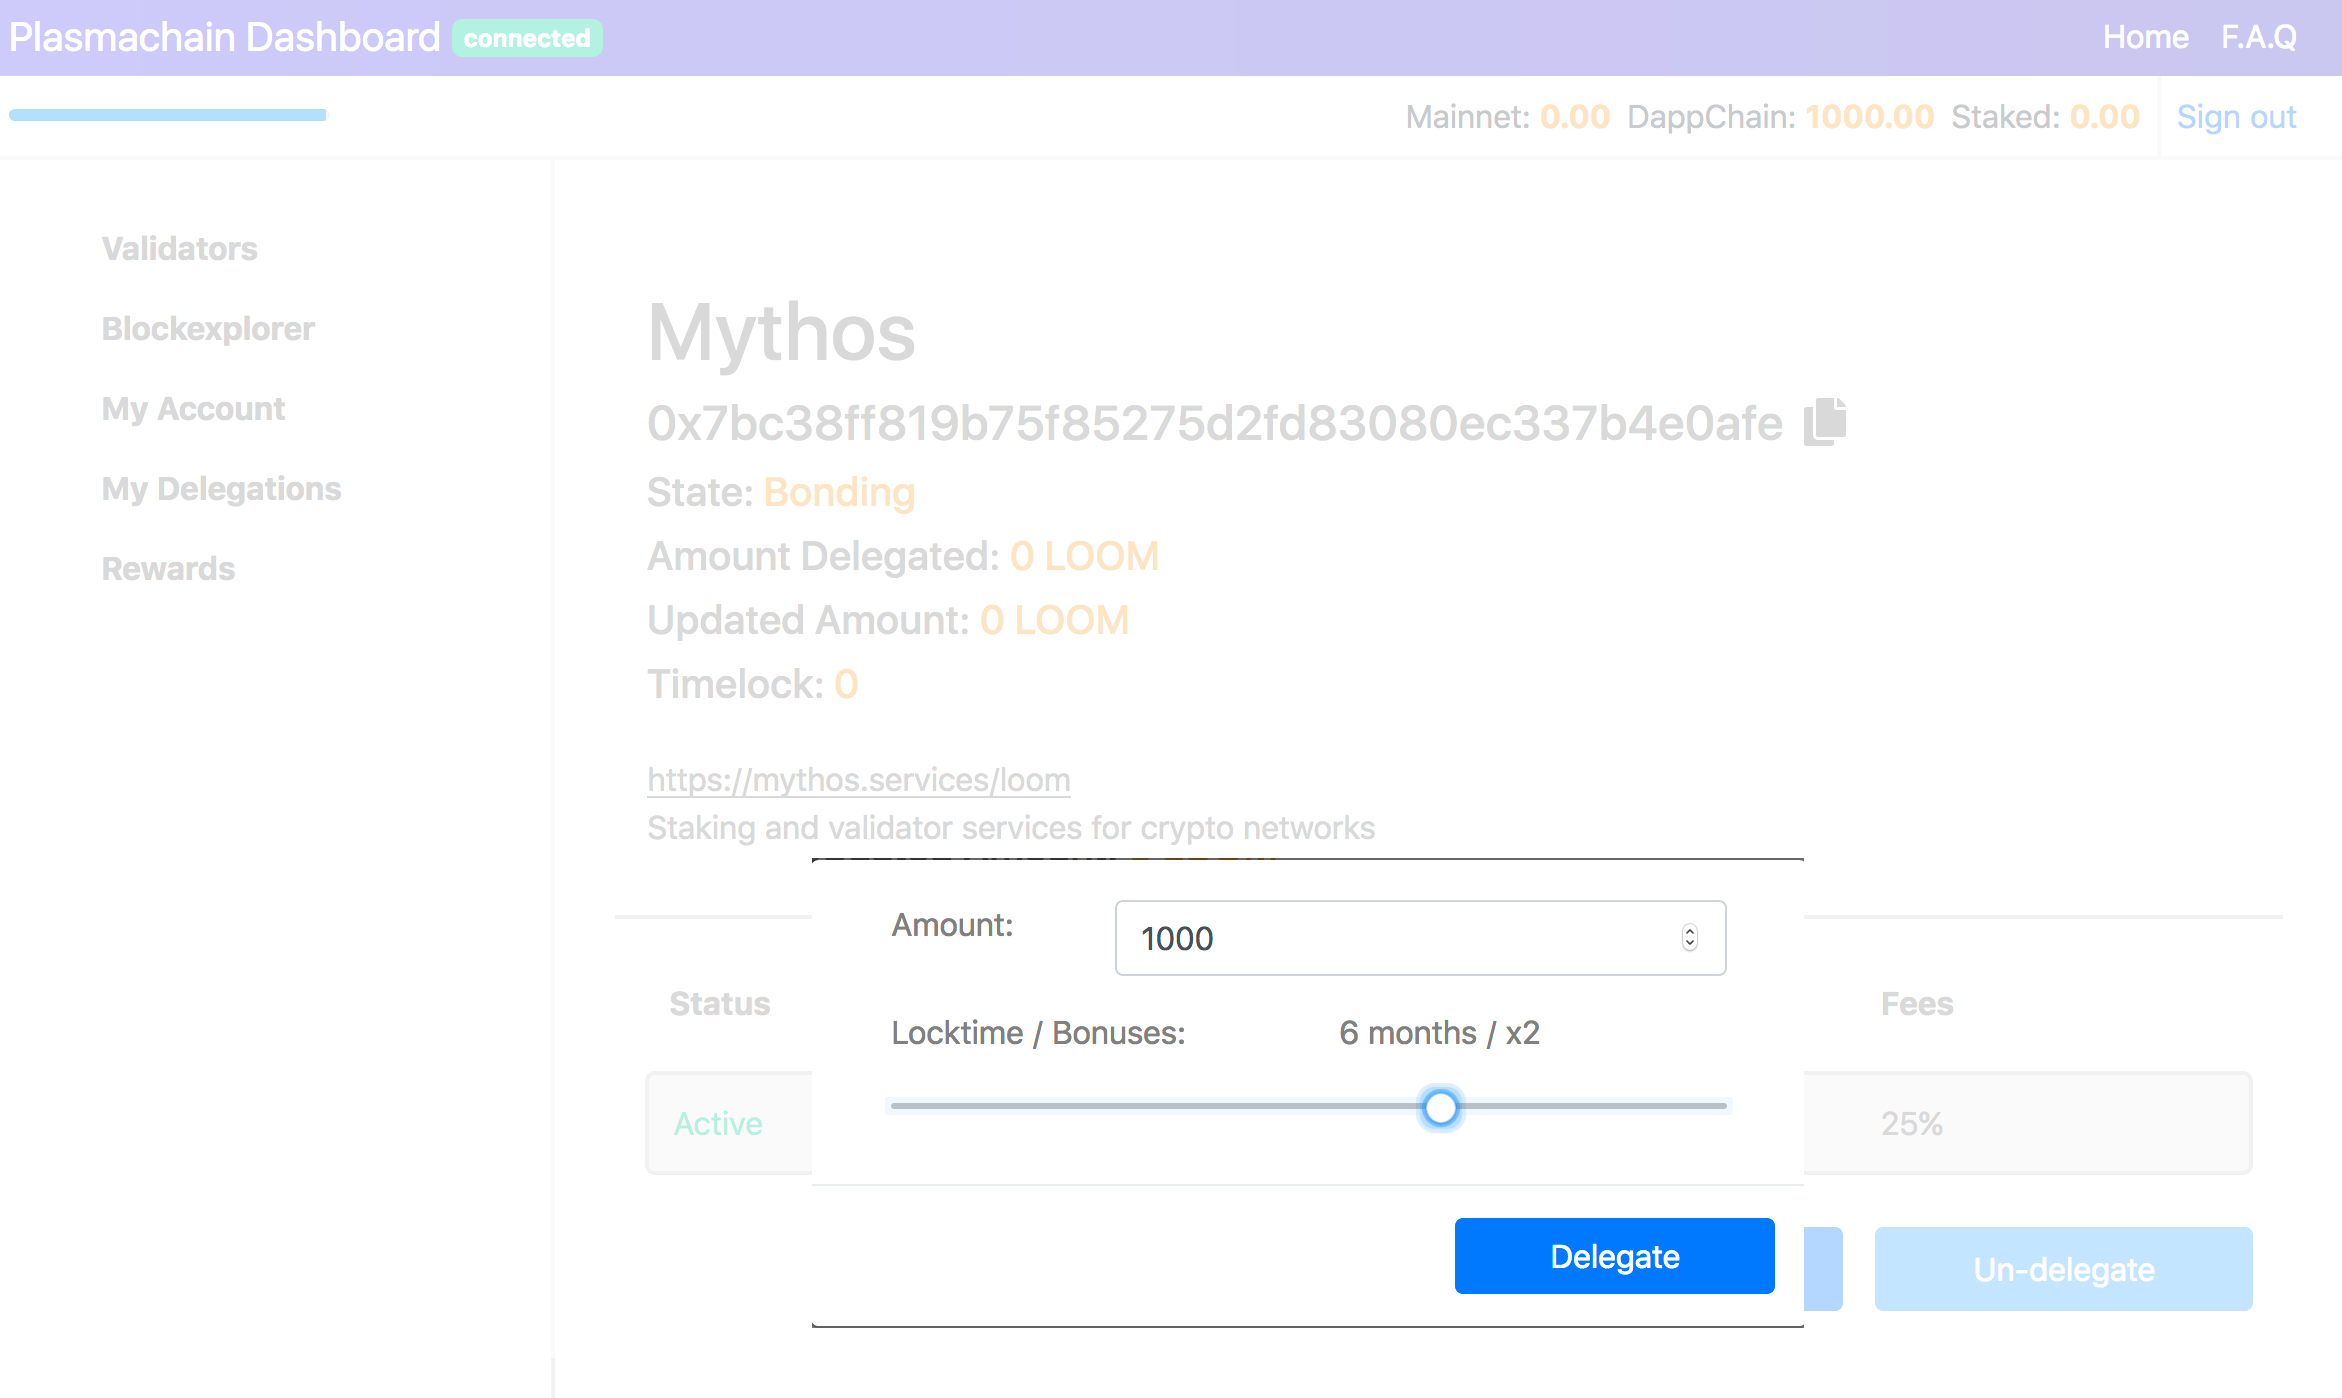 Plasmachain Dashboard connected Home F.A.Q
Mainnet: 0.00 DappChain: 1000.00 Staked: 0.00 Sign out
Validators
Blockexplorer
My Account
My Delegations
Rewards
Mythos
0x7bc38ff819b75f85275d2fd83080ec337b4e0afe
State: Bonding
Amount Delegated: 0 LOOM
Updated Amount: 0 LOOM
Timelock: 0
https://mythos.services/loom
Staking and validator services for crypto networks
Amount: 1000
Status Fees
Locktime / Bonuses: 6 months / x2
Active 25%
Delegate
Un-delegate